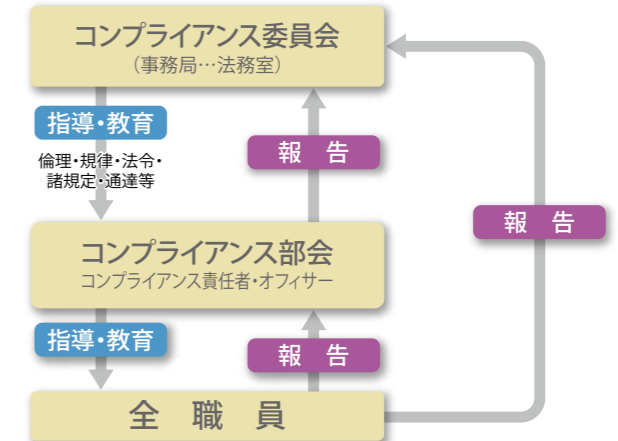 コンプライアンス委員会
（事務局…法務室）
指導・教育
倫理・規律・法令・
諸規定・通達等
報　告
報　告
コンプライアンス部会
コンプライアンス責任者・オフィサー
指導・教育
報　告
全　職　員